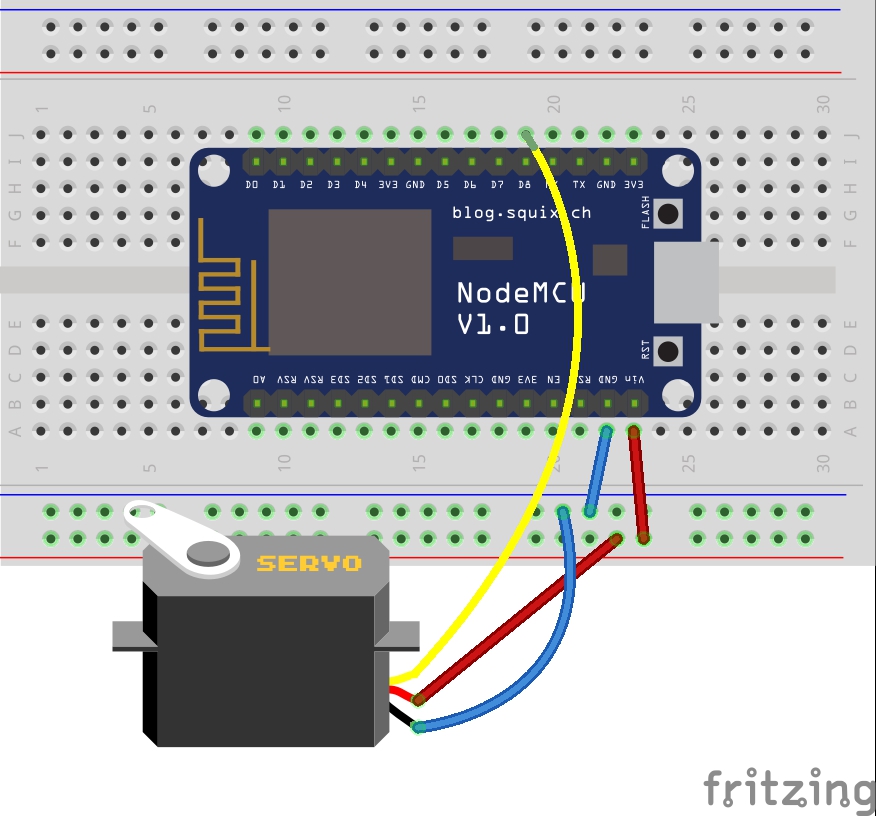 1 5 10 15 20 25 30
J J
I I
H H
G G
F F
D0 D1 D2 D3 D4 3V3 GND D5 D6 D7 D8 TX GND 3V3
FLASH
blog.squix.ch
NodeMCU
V1.0
RST
E E
D D
C C
B B
A A
A0 RSV RSV SD3 SD2 SD1 CMD SD0 CLK GND 3V3 EN GND Vin
1 5 10 15 20 25 30
SERVO
fritzing